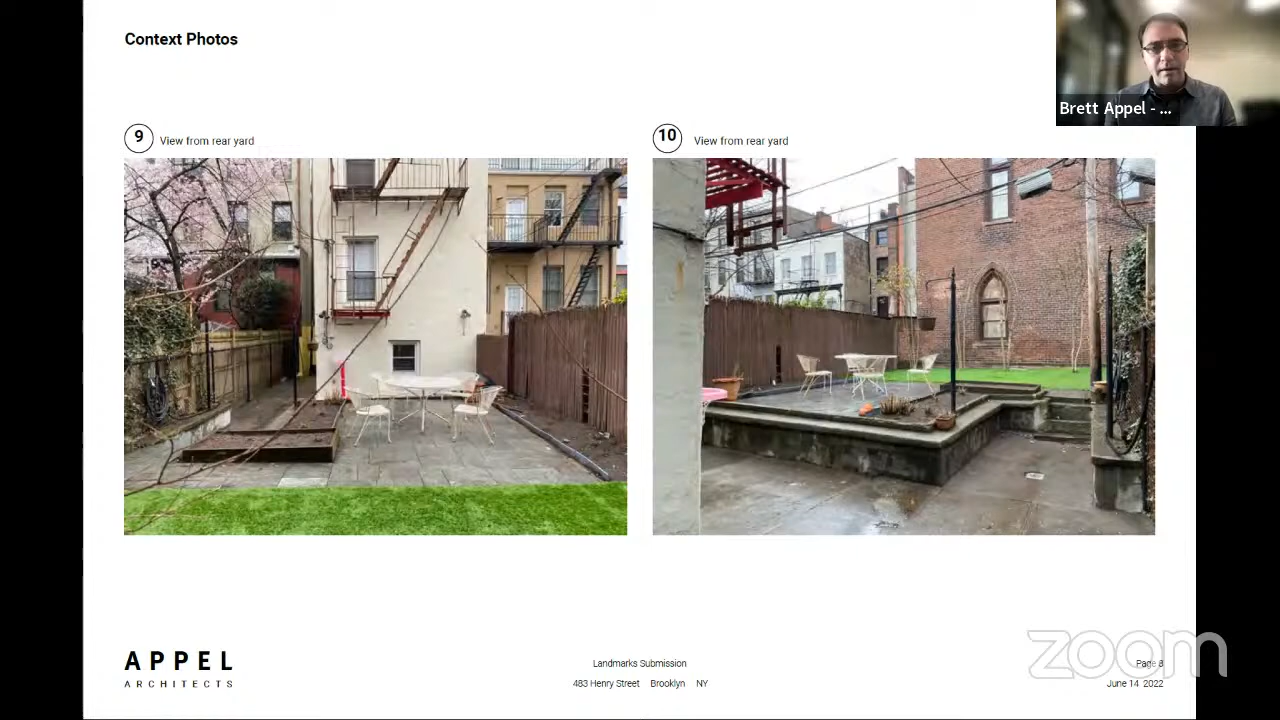 Context Photos
Brett Appel - ...
9 View from rear yard
10 View from rear yard
APPEL
ARCHITECTS
Landmarks Submission
483 Henry Street Brooklyn NY
zoom
Page 8
June 14 2022